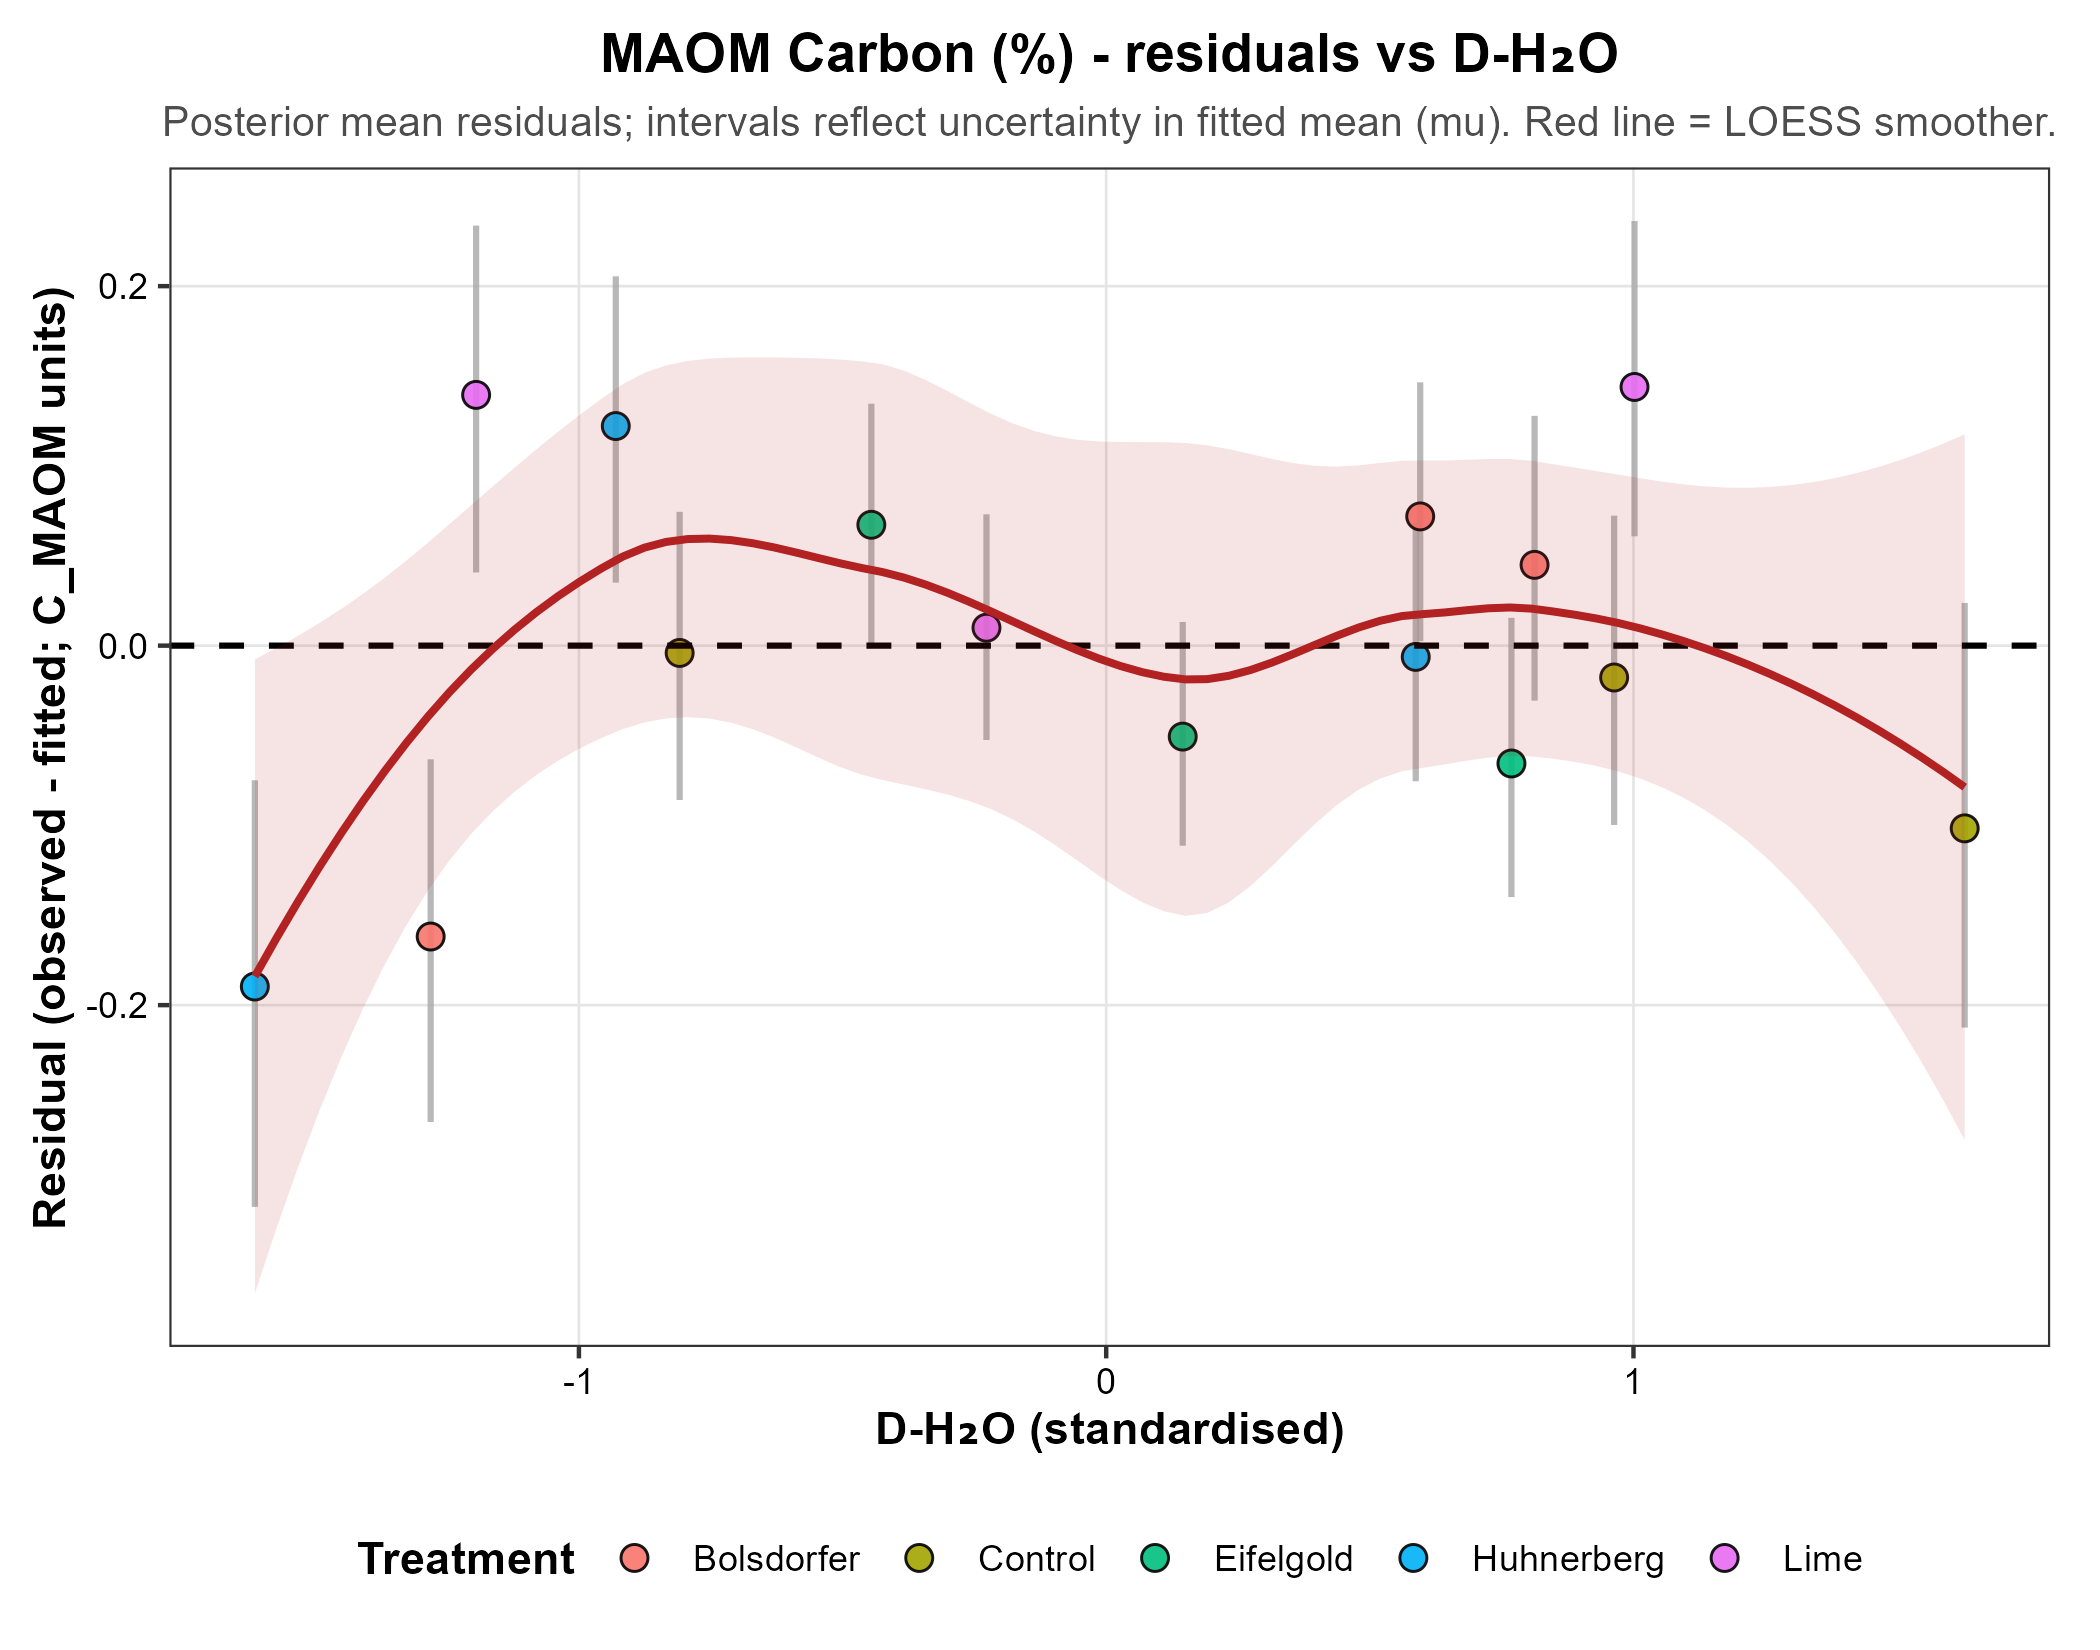 MAOM Carbon (%) - residuals vs D-H₂O
Posterior mean residuals; intervals reflect uncertainty in fitted mean (mu). Red line = LOESS smoother.
Residual (observed - fitted; C_MAOM units)
0.2
0.0
-0.2
-1 0 1
D-H₂O (standardised)
Treatment Bolsdorfer Control Eifelgold Huhnerberg Lime